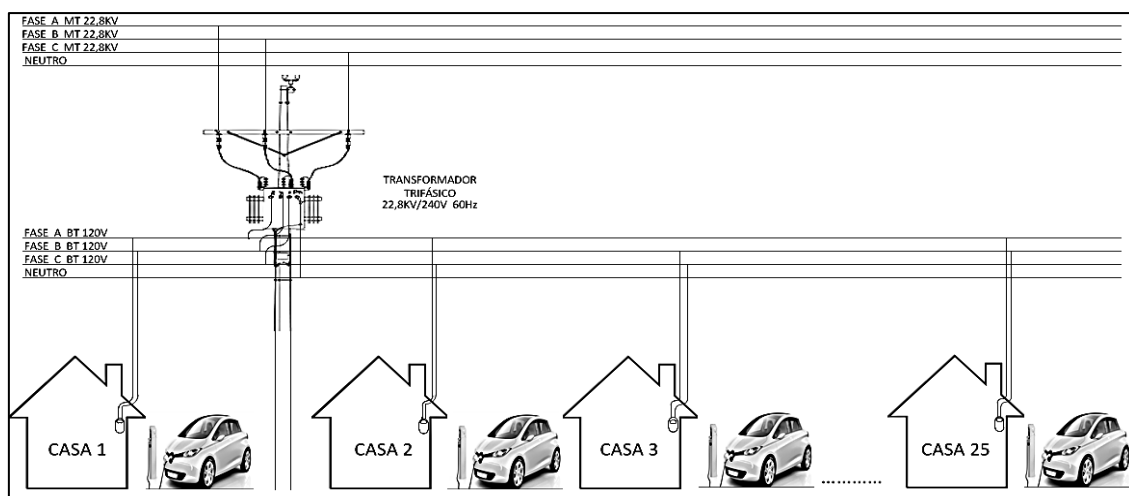 FASE A MT 22,8KV
FASE B MT 22,8KV
FASE C MT 22,8KV
NEUTRO
TRANSFORMADOR
TRIFÁSICO
22,8KV/240V 60Hz
FASE A BT 120V
FASE B BT 120V
FASE C BT 120V
NEUTRO
CASA 1
CASA 2
CASA 3
............
CASA 25